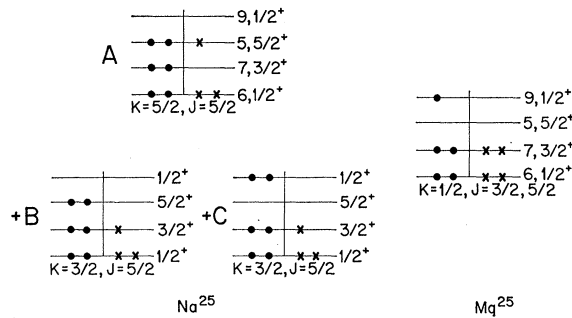 9,1/2+
A
5,5/2+
7,3/2+
6,1/2+
K=5/2, J=5/2
9,1/2+
5,5/2+
7,3/2+
6,1/2+
K=1/2, J=3/2,5/2
+B
1/2+
5/2+
3/2+
1/2+
K=3/2, J=5/2
+C
1/2+
5/2+
3/2+
1/2+
K=3/2, J=5/2
Na25
Mg25